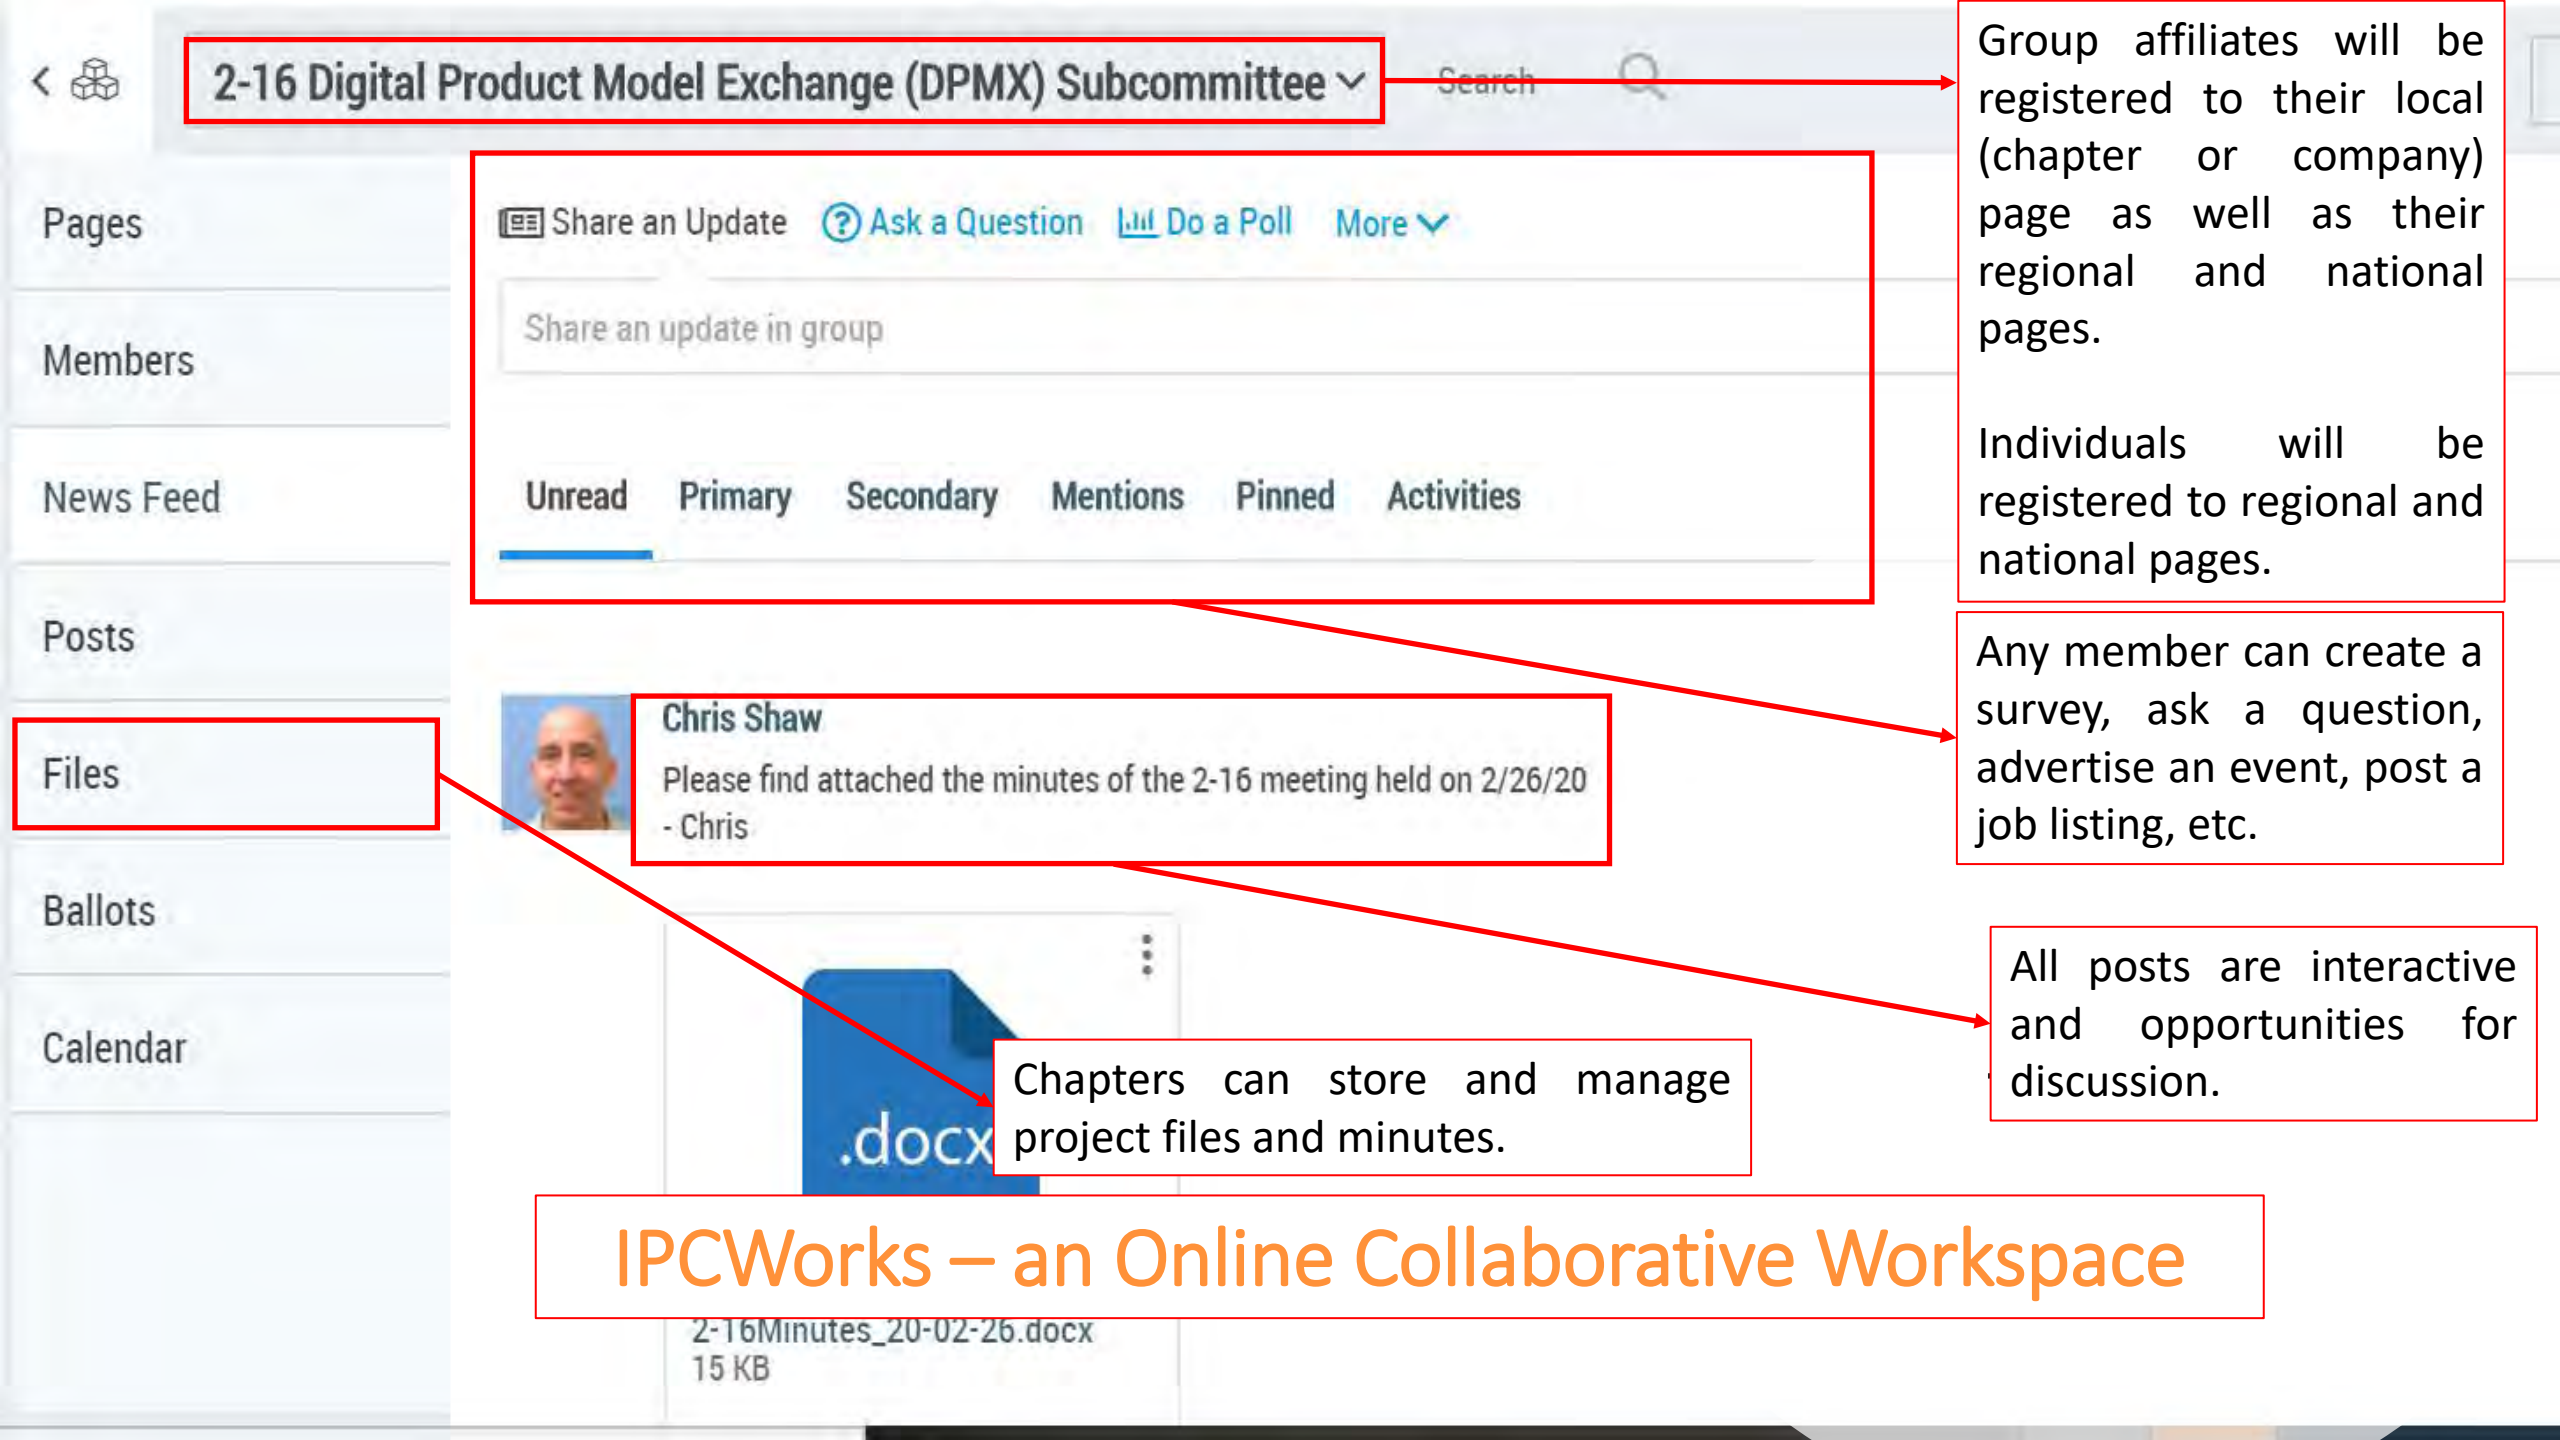 2-16 Digital Product Model Exchange (DPMX) Subcommittee
Search
Pages
Members
News Feed
Posts
Files
Ballots
Calendar
Share an Update Ask a Question Do a Poll More
Share an update in group
Unread Primary Secondary Mentions Pinned Activities
Chris Shaw
Please find attached the minutes of the 2-16 meeting held on 2/26/20
- Chris
.docx
2-16Minutes_20-02-26.docx
15 KB
Group affiliates will be
registered to their local
(chapter or company)
page as well as their
regional and national
pages.
Individuals will be
registered to regional and
national pages.
Any member can create a
survey, ask a question,
advertise an event, post a
job listing, etc.
All posts are interactive
and opportunities for
discussion.
Chapters can store and manage
project files and minutes.
IPCWorks – an Online Collaborative Workspace